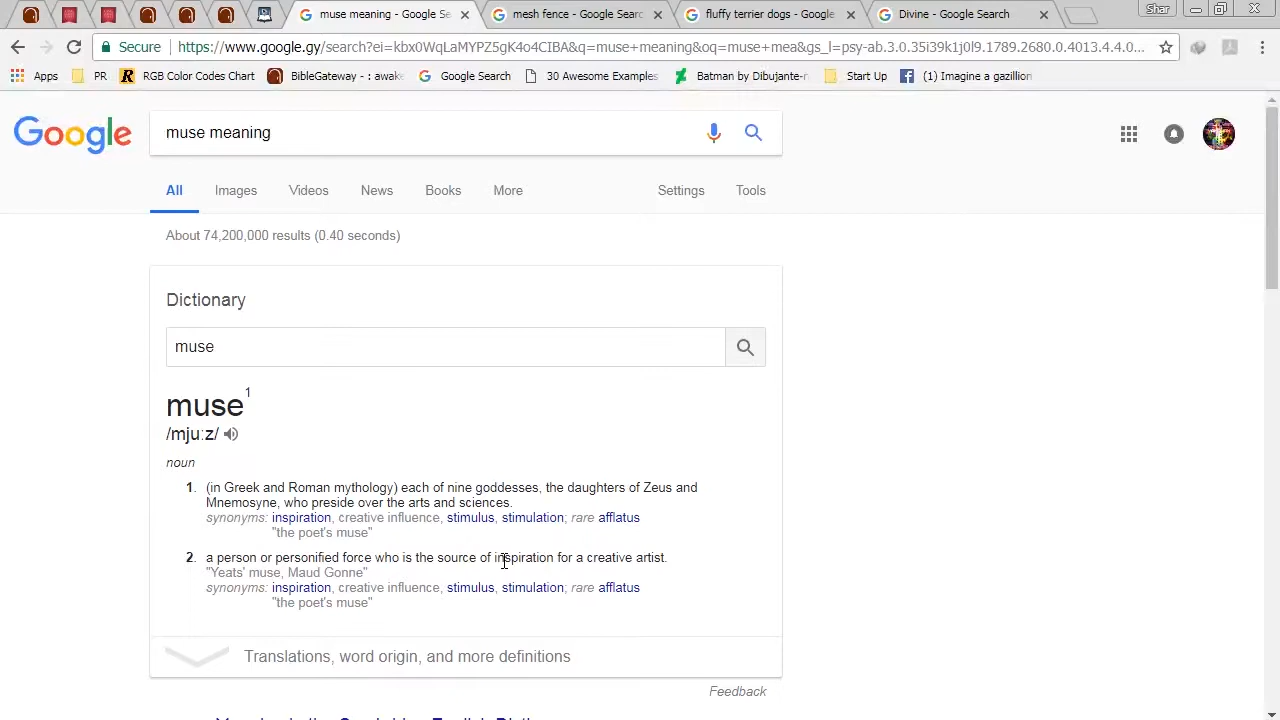 muse meaning - Google Se
mesh fence - Google Searc
fluffy terrier dogs - Google
Divine - Google Search
Shar
Secure
https://www.google.gy/search?ei=kbx0WqLaMYPZ5gK4o4CIBA&q=muse+meaning&oq=muse+mea&gs_l=psy-ab.3.0.35i39k1j0l9.1789.2680.0.4013.4.4.0...
Apps
PR
RGB Color Codes Chart
BibleGateway - : awak
Google Search
30 Awesome Examples
Batman by Dibujante-n
Start Up
(1) Imagine a gazillion
Google
muse meaning
All Images Videos News Books More Settings Tools
About 74,200,000 results (0.40 seconds)
Dictionary
muse
muse1
/mjuːz/
noun
1. (in Greek and Roman mythology) each of nine goddesses, the daughters of Zeus and
Mnemosyne, who preside over the arts and sciences.
synonyms: inspiration, creative influence, stimulus, stimulation; rare afflatus
"the poet's muse"
2. a person or personified force who is the source of inspiration for a creative artist.
"Yeats' muse, Maud Gonne"
synonyms: inspiration, creative influence, stimulus, stimulation; rare afflatus
"the poet's muse"
Translations, word origin, and more definitions
Feedback